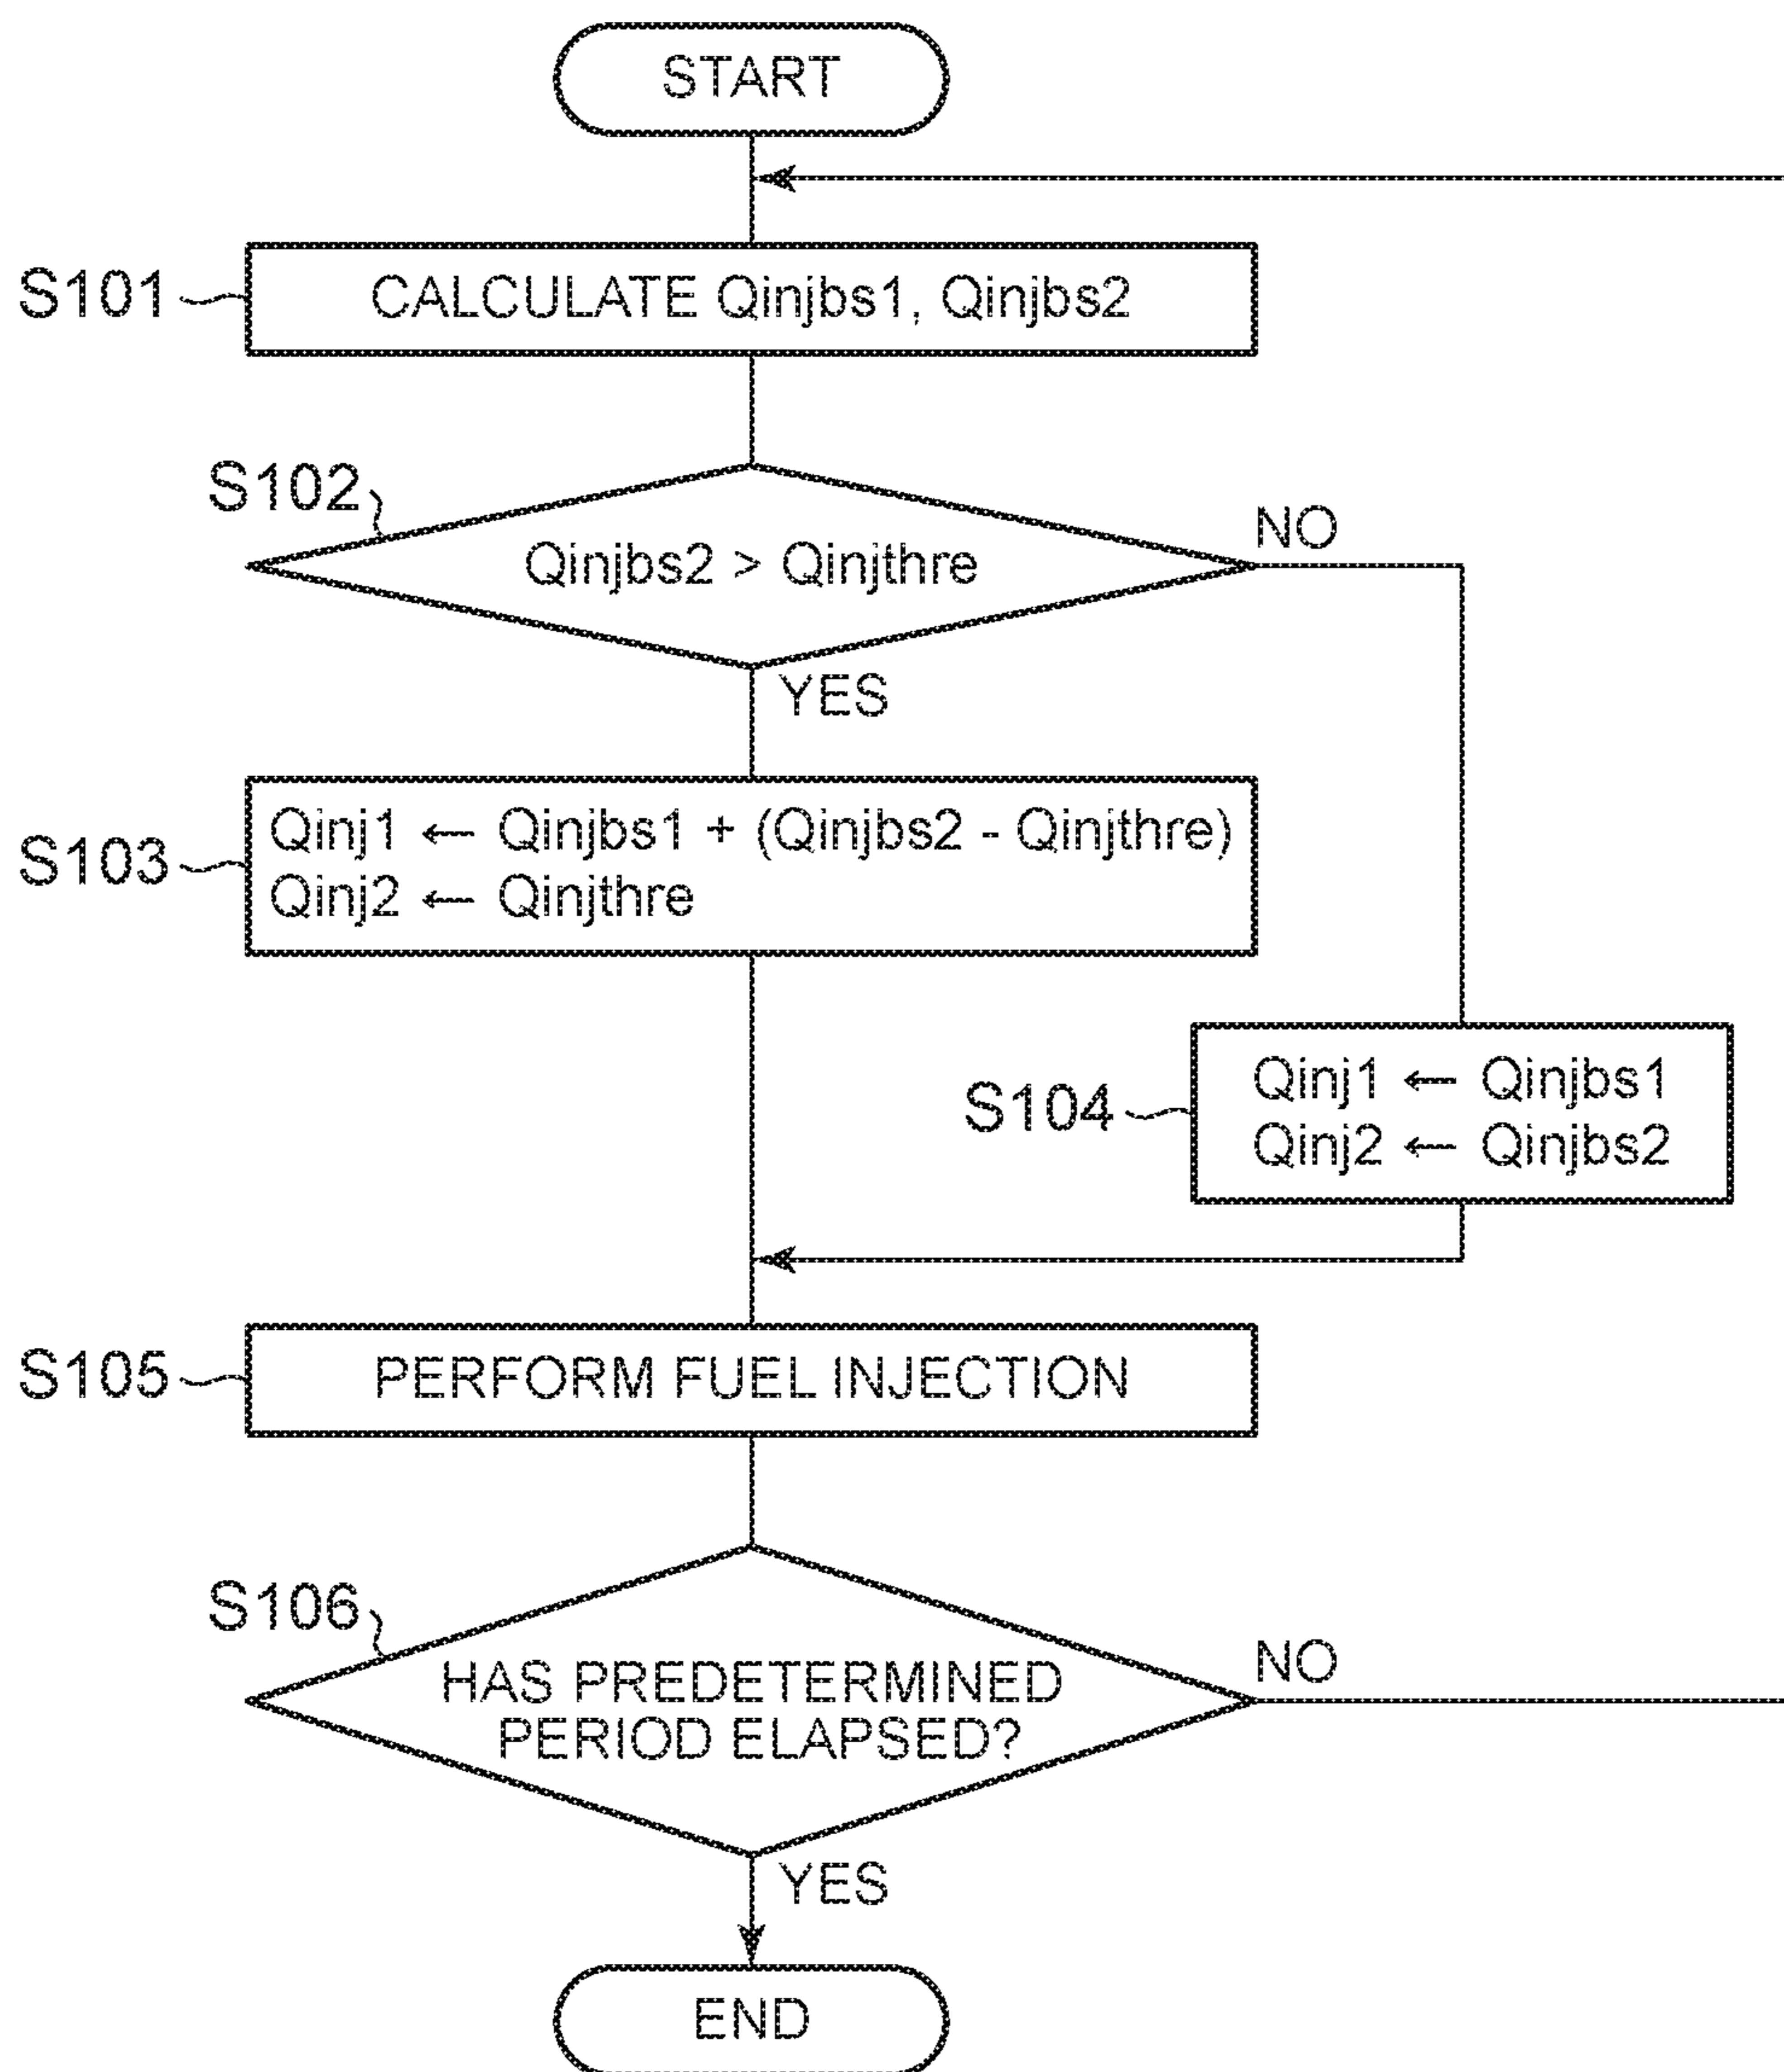 START
S101
CALCULATE Qinjbs1, Qinjbs2
S102
Qinjbs2 > Qinjthre
NO
YES
S103
Qinj1 ← Qinjbs1 + (Qinjbs2 - Qinjthre)
Qinj2 ← Qinjthre
S104
Qinj1 ← Qinjbs1
Qinj2 ← Qinjbs2
S105
PERFORM FUEL INJECTION
S106
HAS PREDETERMINED
PERIOD ELAPSED?
NO
YES
END